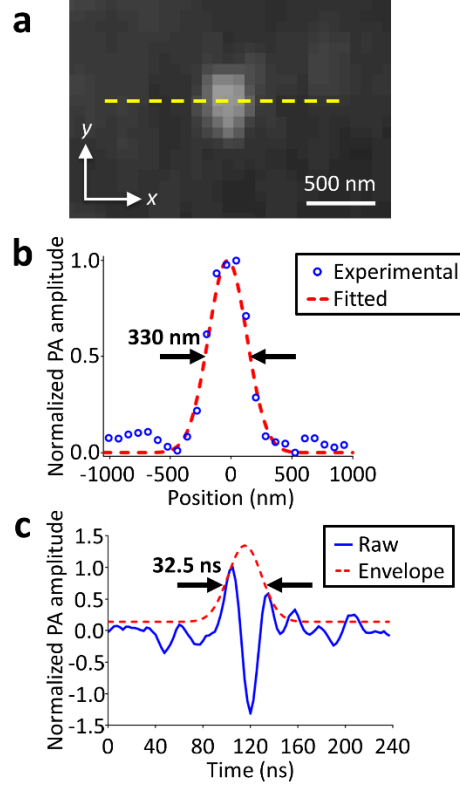 a
y
x
500 nm
b
Normalized PA amplitude
1.0
0.5
0.0
330 nm
Experimental
Fitted
-1000 -500 0 500 1000
Position (nm)
c
Normalized PA amplitude
1.5
1.0
0.5
0.0
-0.5
-1.0
-1.5
32.5 ns
Raw
Envelope
0 40 80 120 160 200 240
Time (ns)